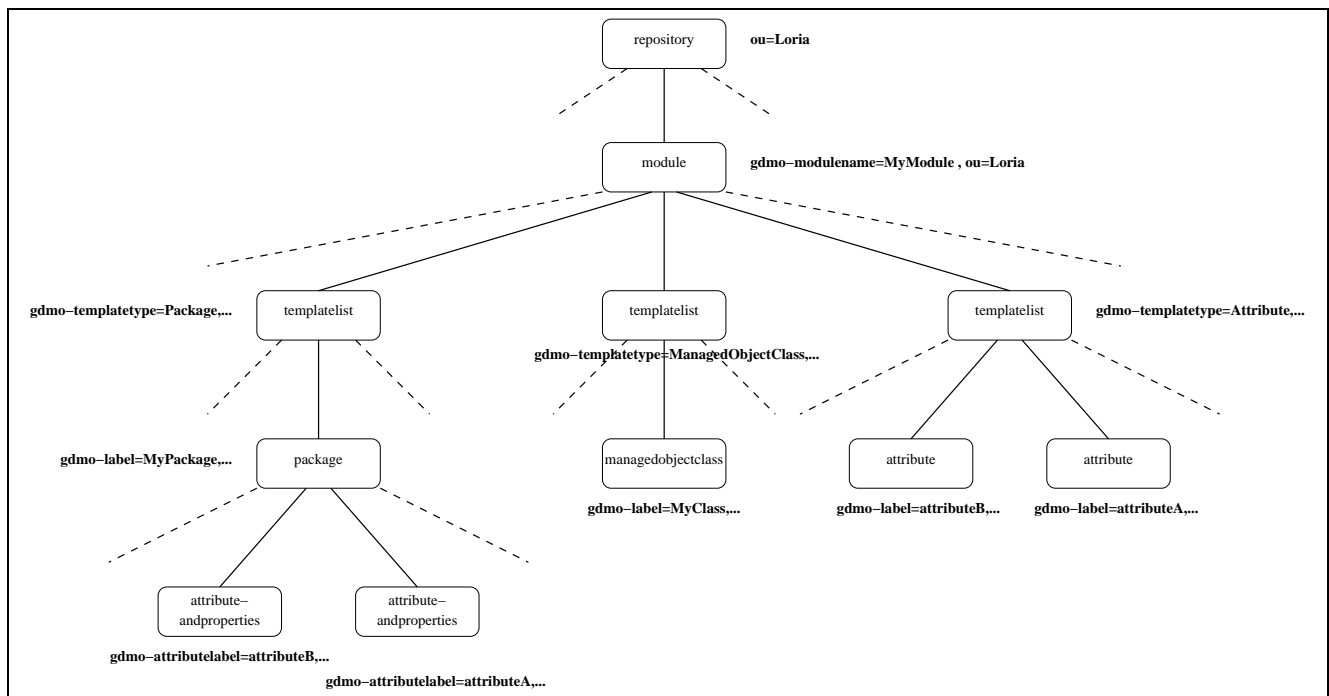 repository
ou=Loria
module
gdmo−modulename=MyModule , ou=Loria
gdmo−templatetype=Package,...
templatelist
templatelist
gdmo−templatetype=ManagedObjectClass,...
templatelist
gdmo−templatetype=Attribute,...
gdmo−label=MyPackage,...
package
managedobjectclass
gdmo−label=MyClass,...
attribute
gdmo−label=attributeB,...
attribute
gdmo−label=attributeA,...
attribute−
andproperties
gdmo−attributelabel=attributeB,...
attribute−
andproperties
gdmo−attributelabel=attributeA,...